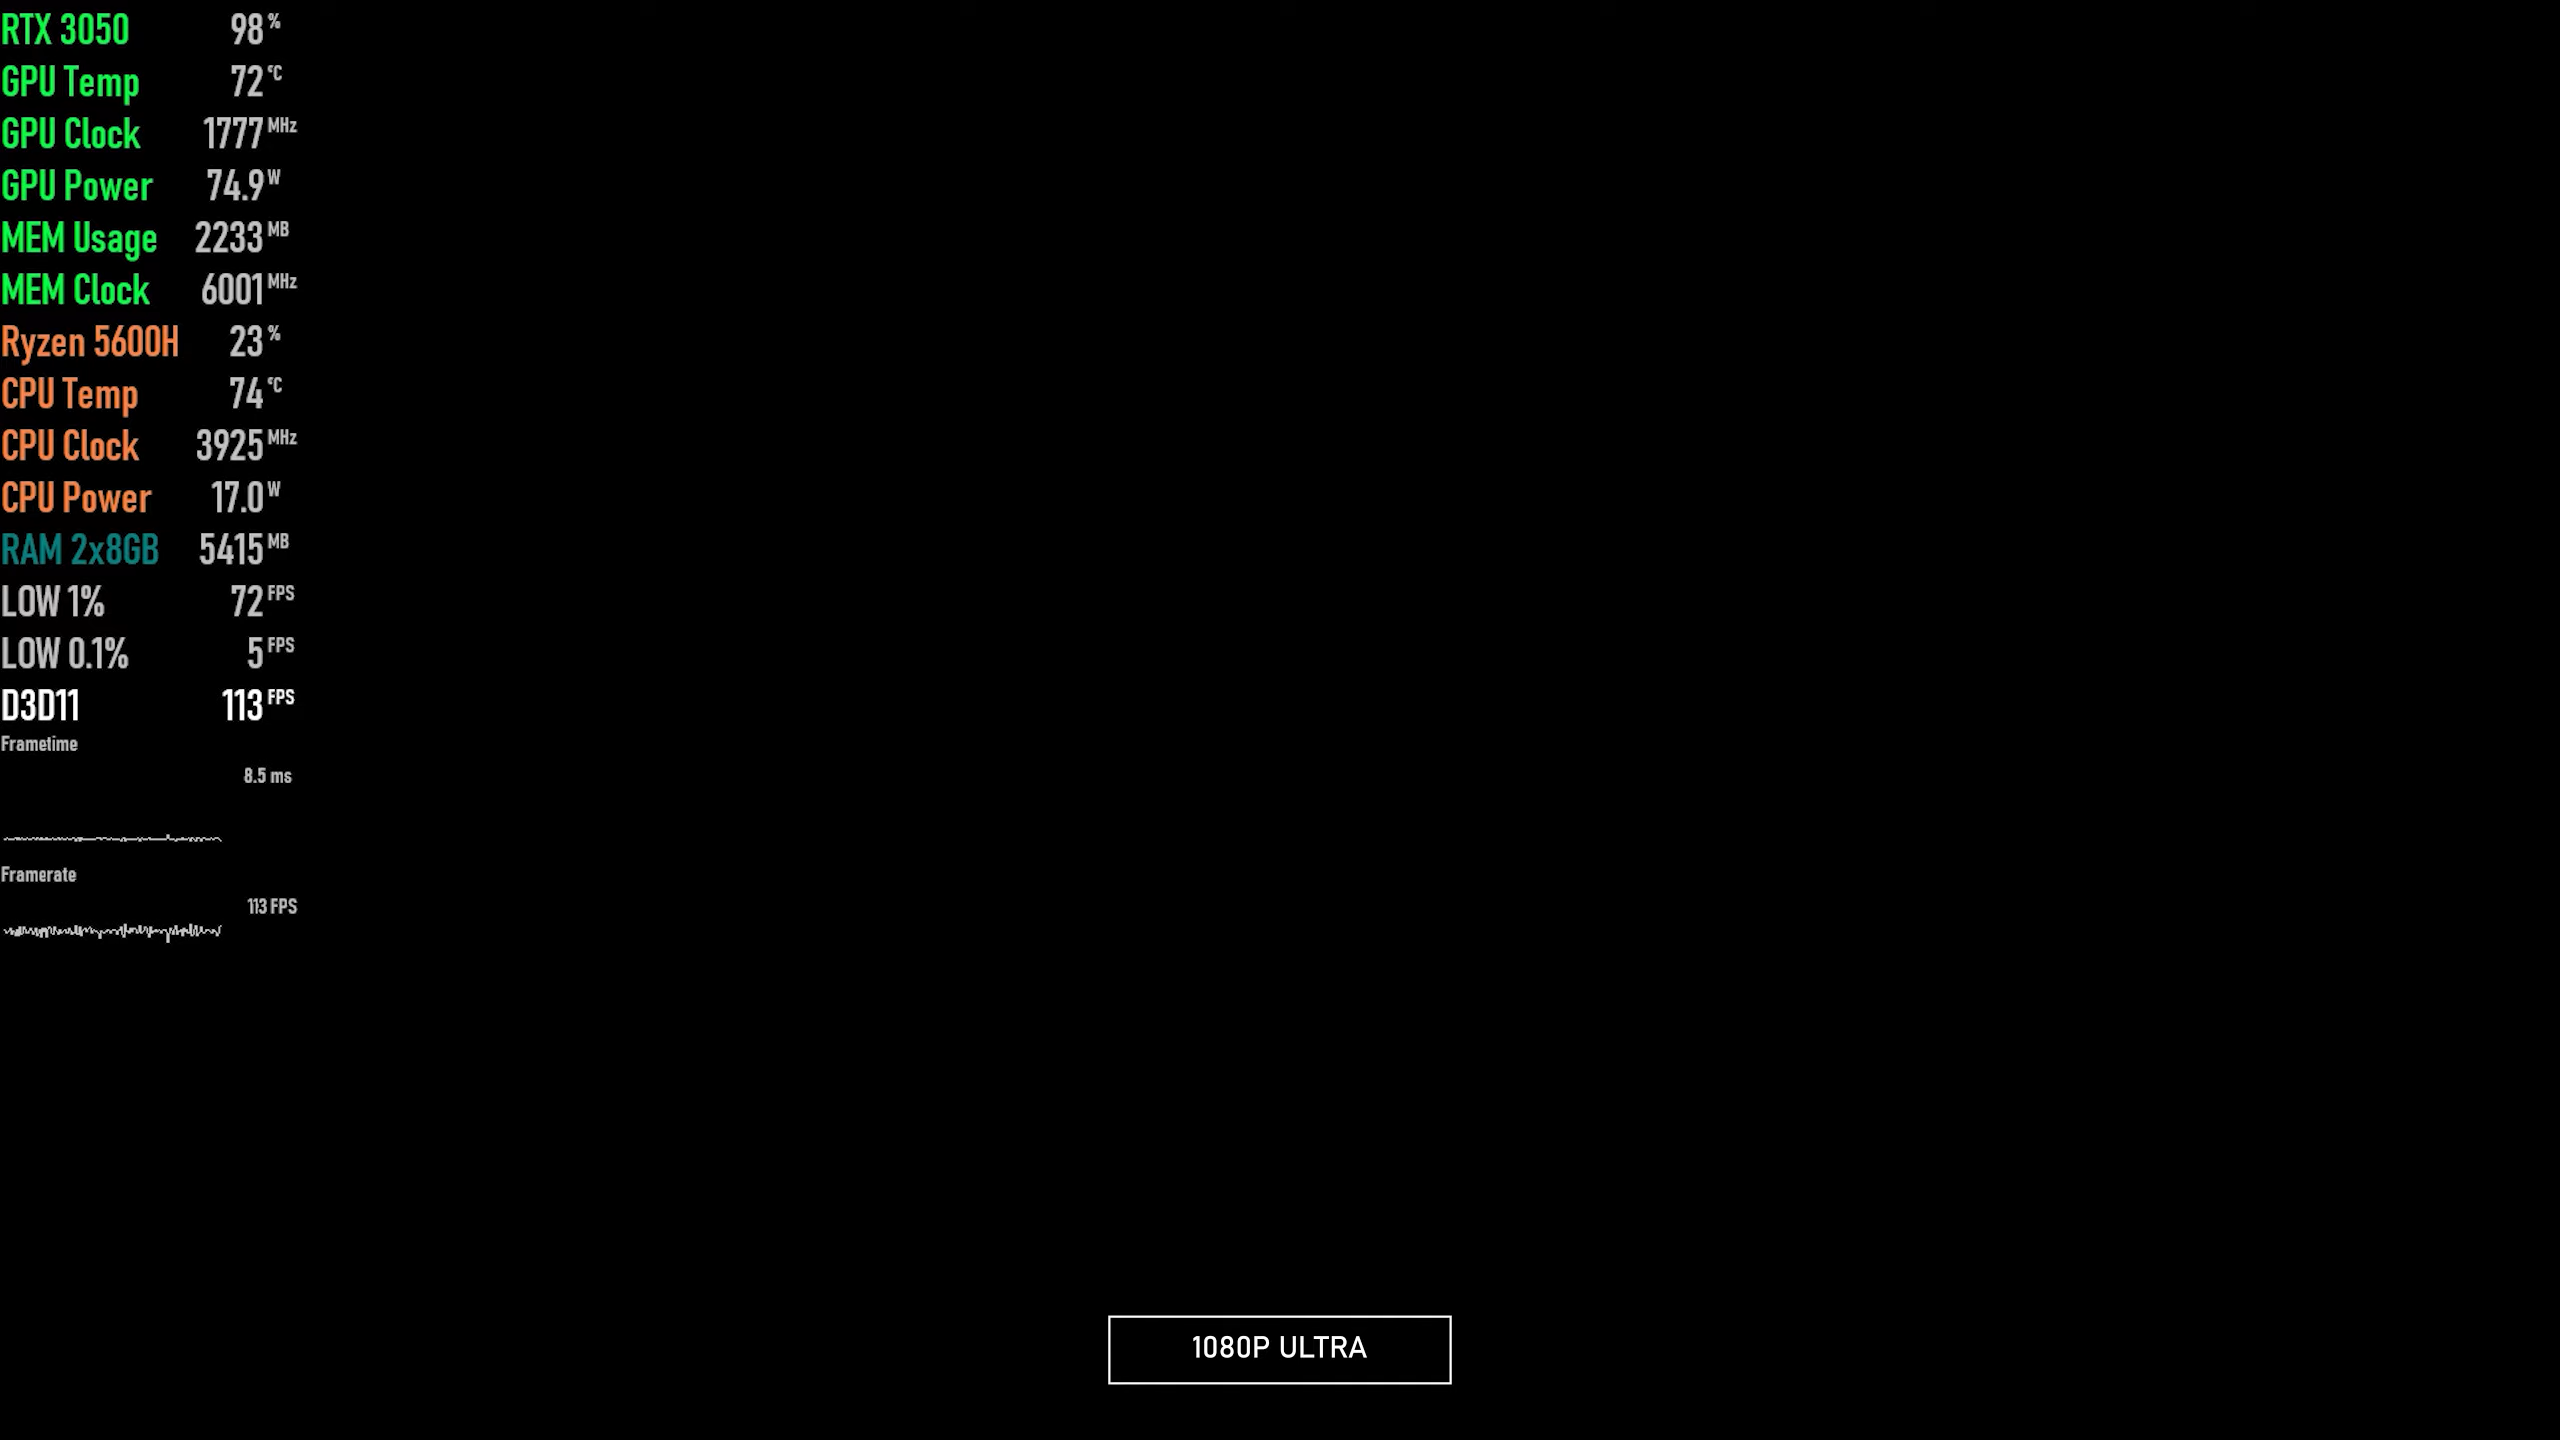 RTX 3050 98 %
GPU Temp 72 °C
GPU Clock 1777 MHz
GPU Power 74.9 W
MEM Usage 2233 MB
MEM Clock 6001 MHz
Ryzen 5600H 23 %
CPU Temp 74 °C
CPU Clock 3925 MHz
CPU Power 17.0 W
RAM 2x8GB 5415 MB
LOW 1% 72 FPS
LOW 0.1% 5 FPS
D3D11 113 FPS
Frametime
8.5 ms
Framerate
113 FPS
1080P ULTRA